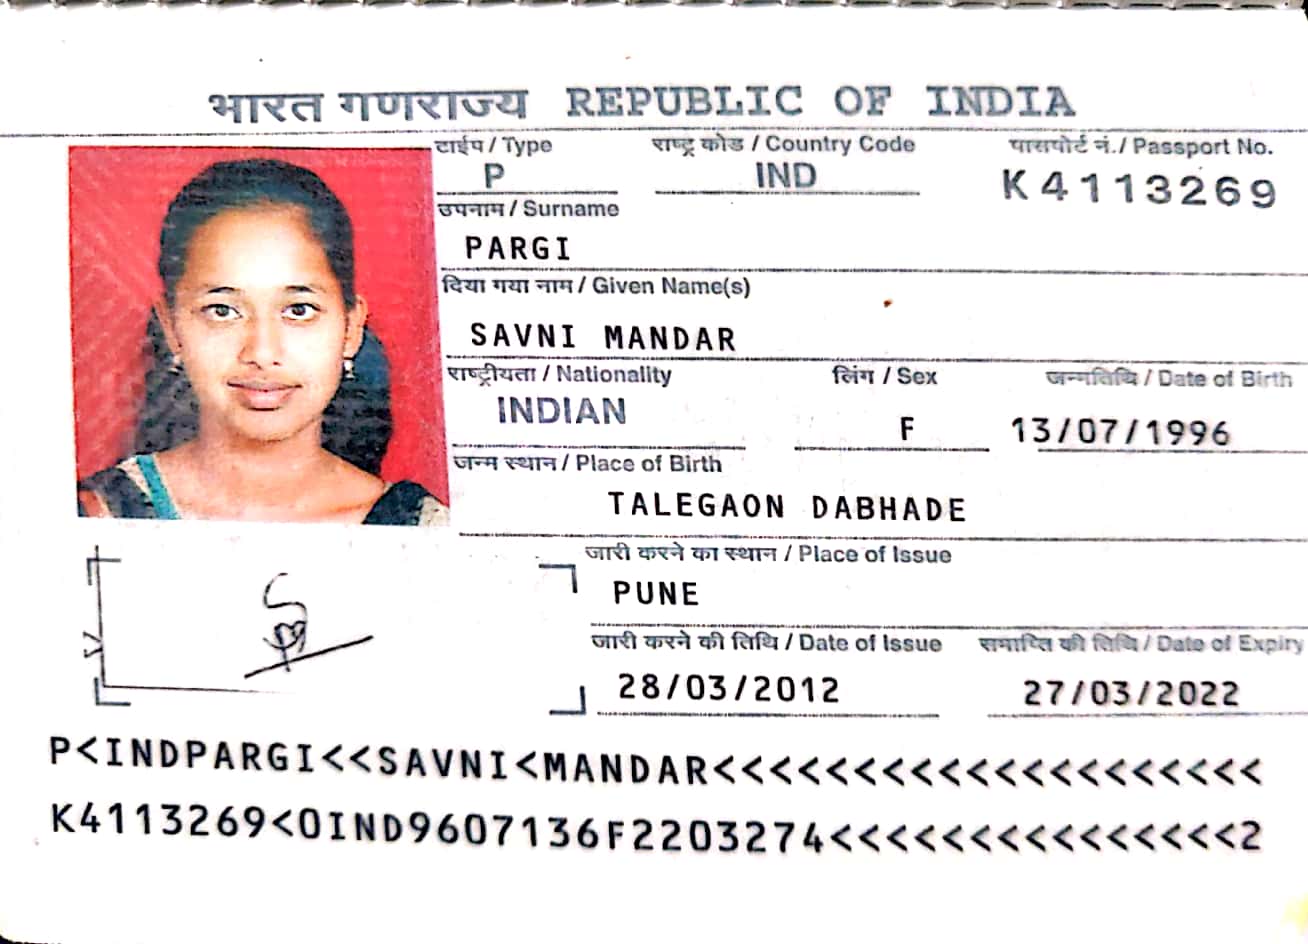 भारत गणराज्य REPUBLIC OF INDIA
टाईप / Type राष्ट्र कोड / Country Code पासपोर्ट नं./ Passport No.
P IND K4113269
उपनाम / Surname
PARGI
दिया गया नाम / Given Name(s)
SAVNI MANDAR
राष्ट्रीयता / Nationality लिंग / Sex जन्मतिथि / Date of Birth
INDIAN F 13/07/1996
जन्म स्थान / Place of Birth
TALEGAON DABHADE
जारी करने का स्थान / Place of Issue
PUNE
जारी करने की तिथि / Date of Issue समाप्ति की तिथि / Date of Expiry
28/03/2012 27/03/2022
P<INDPARGI<<SAVNI<MANDAR<<<<<<<<<<<<<<<<<<<<
K4113269<0IND9607136F2203274<<<<<<<<<<<<<<<2